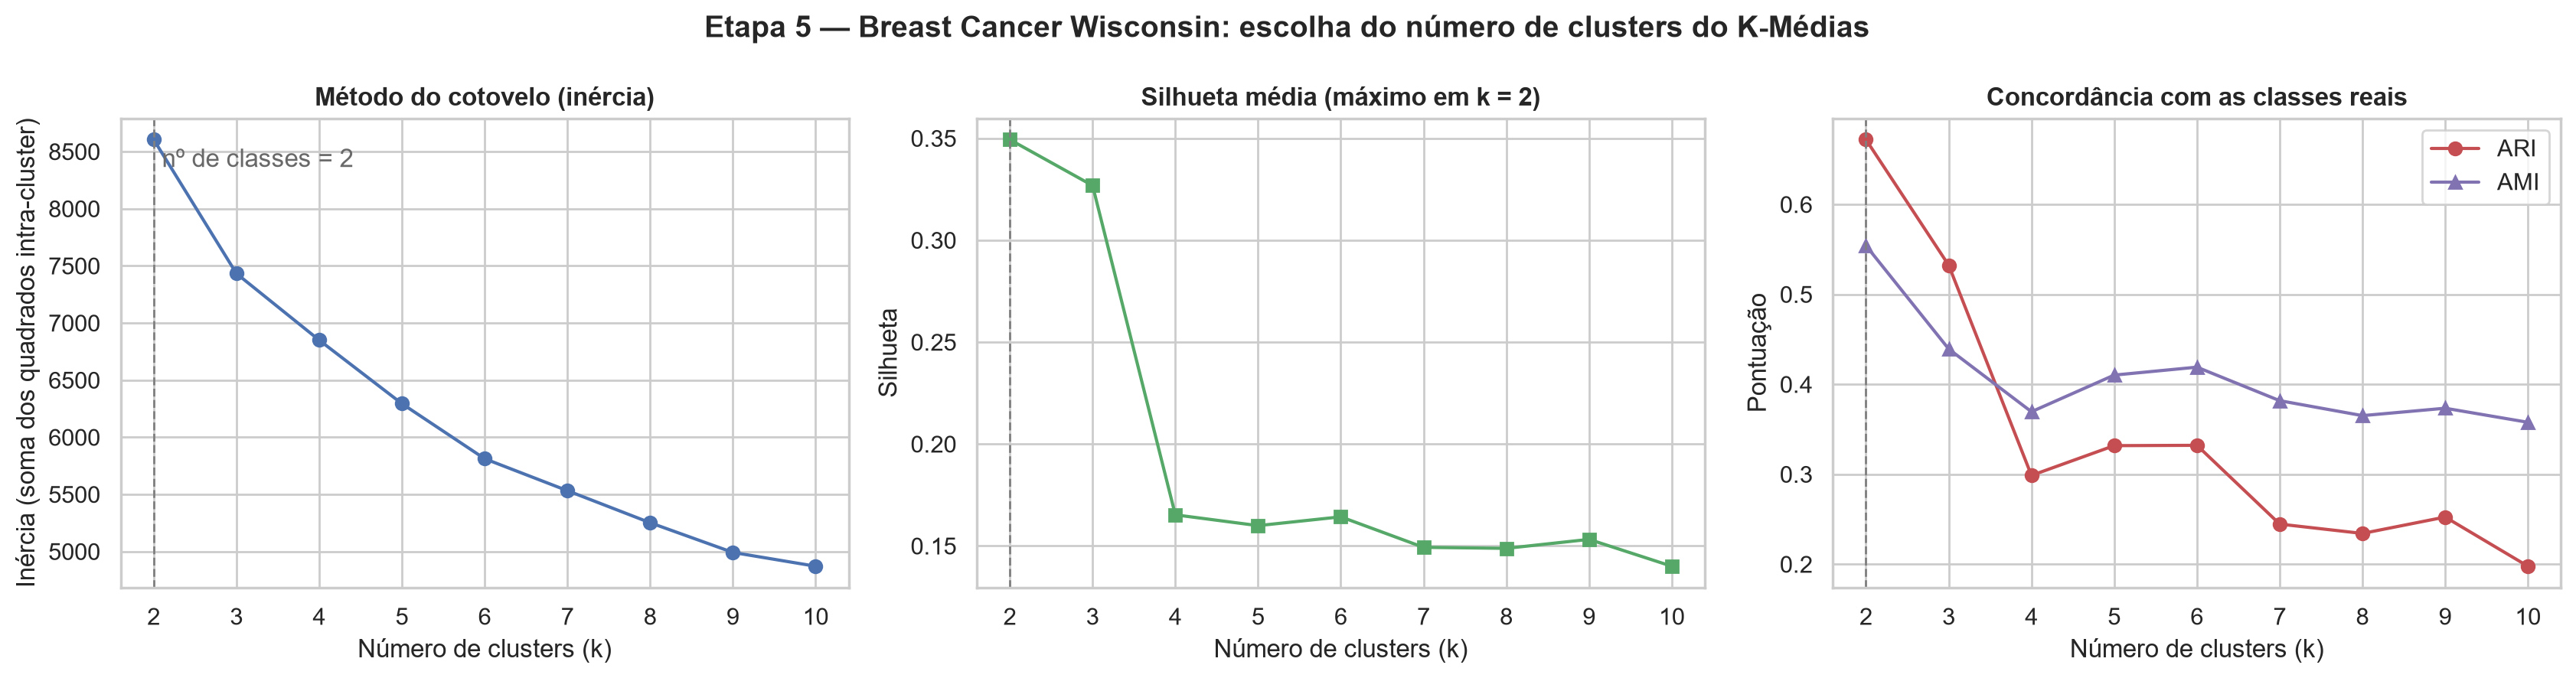 Etapa 5 — Breast Cancer Wisconsin: escolha do número de clusters do K-Médias
Método do cotovelo (inércia)
Inércia (soma dos quadrados intra-cluster)
8500
8000
7500
7000
6500
6000
5500
5000
nº de classes = 2
2 3 4 5 6 7 8 9 10
Número de clusters (k)
Silhueta média (máximo em k = 2)
Silhueta
0.35
0.30
0.25
0.20
0.15
2 3 4 5 6 7 8 9 10
Número de clusters (k)
Concordância com as classes reais
Pontuação
0.6
0.5
0.4
0.3
0.2
ARI
AMI
2 3 4 5 6 7 8 9 10
Número de clusters (k)